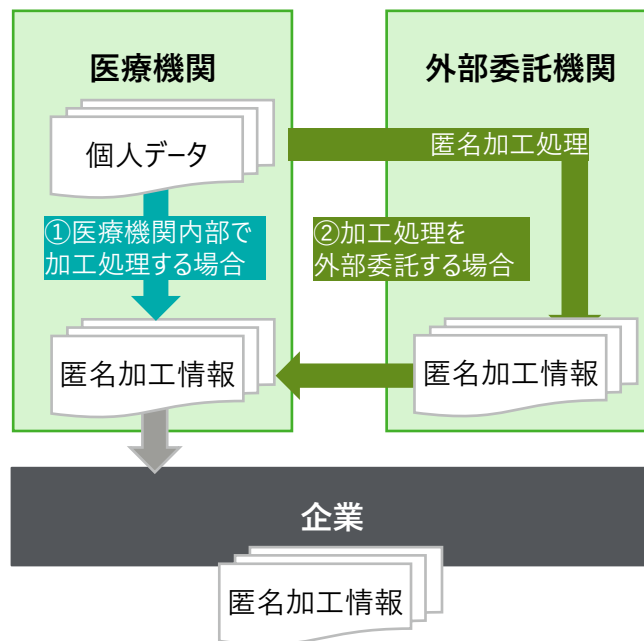 医療機関
外部委託機関
個人データ
匿名加工処理
①医療機関内部で
加工処理する場合
②加工処理を
外部委託する場合
匿名加工情報
匿名加工情報
企業
匿名加工情報